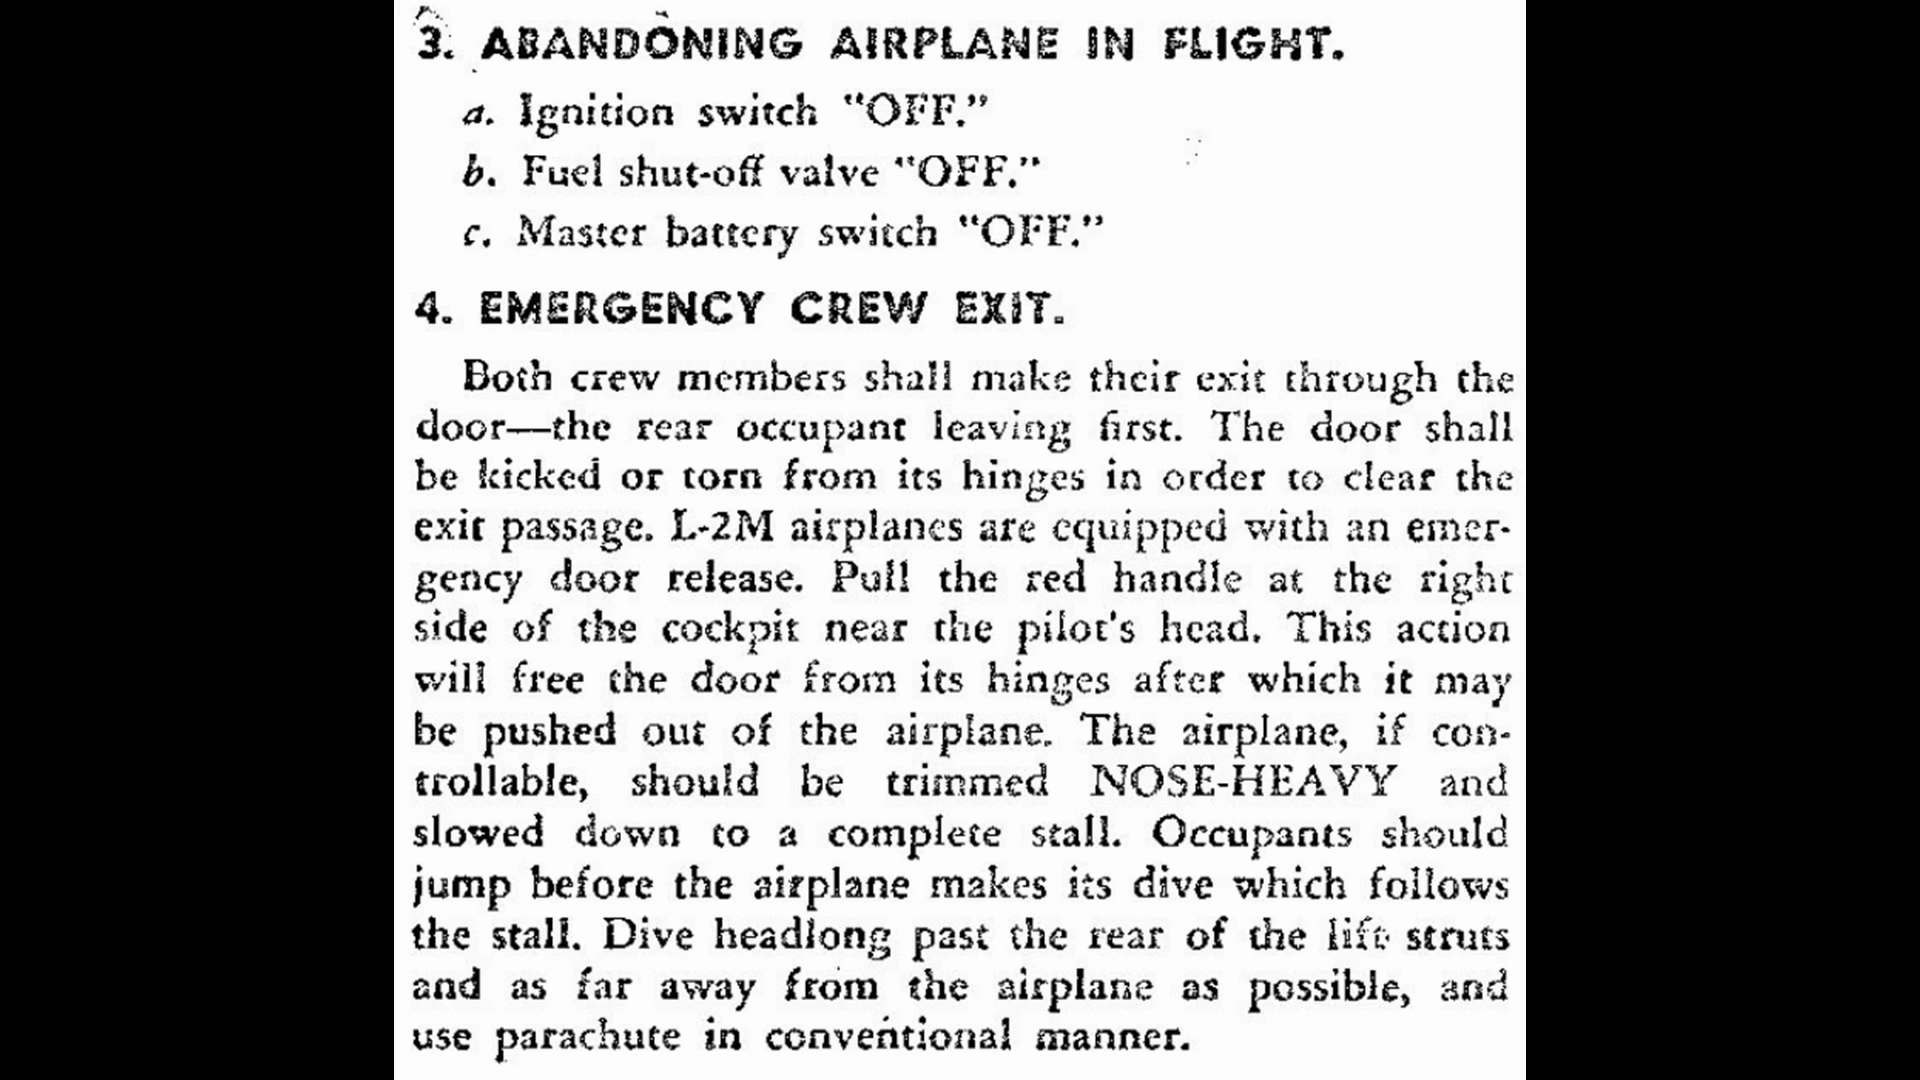 3. ABANDONING AIRPLANE IN FLIGHT.
a. Ignition switch "OFF."
b. Fuel shut-off valve "OFF."
c. Master battery switch "OFF."
4. EMERGENCY CREW EXIT.
Both crew members shall make their exit through the
door—the rear occupant leaving first. The door shall
be kicked or torn from its hinges in order to clear the
exit passage. L-2M airplanes are equipped with an emer-
gency door release. Pull the red handle at the right
side of the cockpit near the pilot's head. This action
will free the door from its hinges after which it may
be pushed out of the airplane. The airplane, if con-
trollable, should be trimmed NOSE-HEAVY and
slowed down to a complete stall. Occupants should
jump before the airplane makes its dive which follows
the stall. Dive headlong past the rear of the lift struts
and as far away from the airplane as possible, and
use parachute in conventional manner.